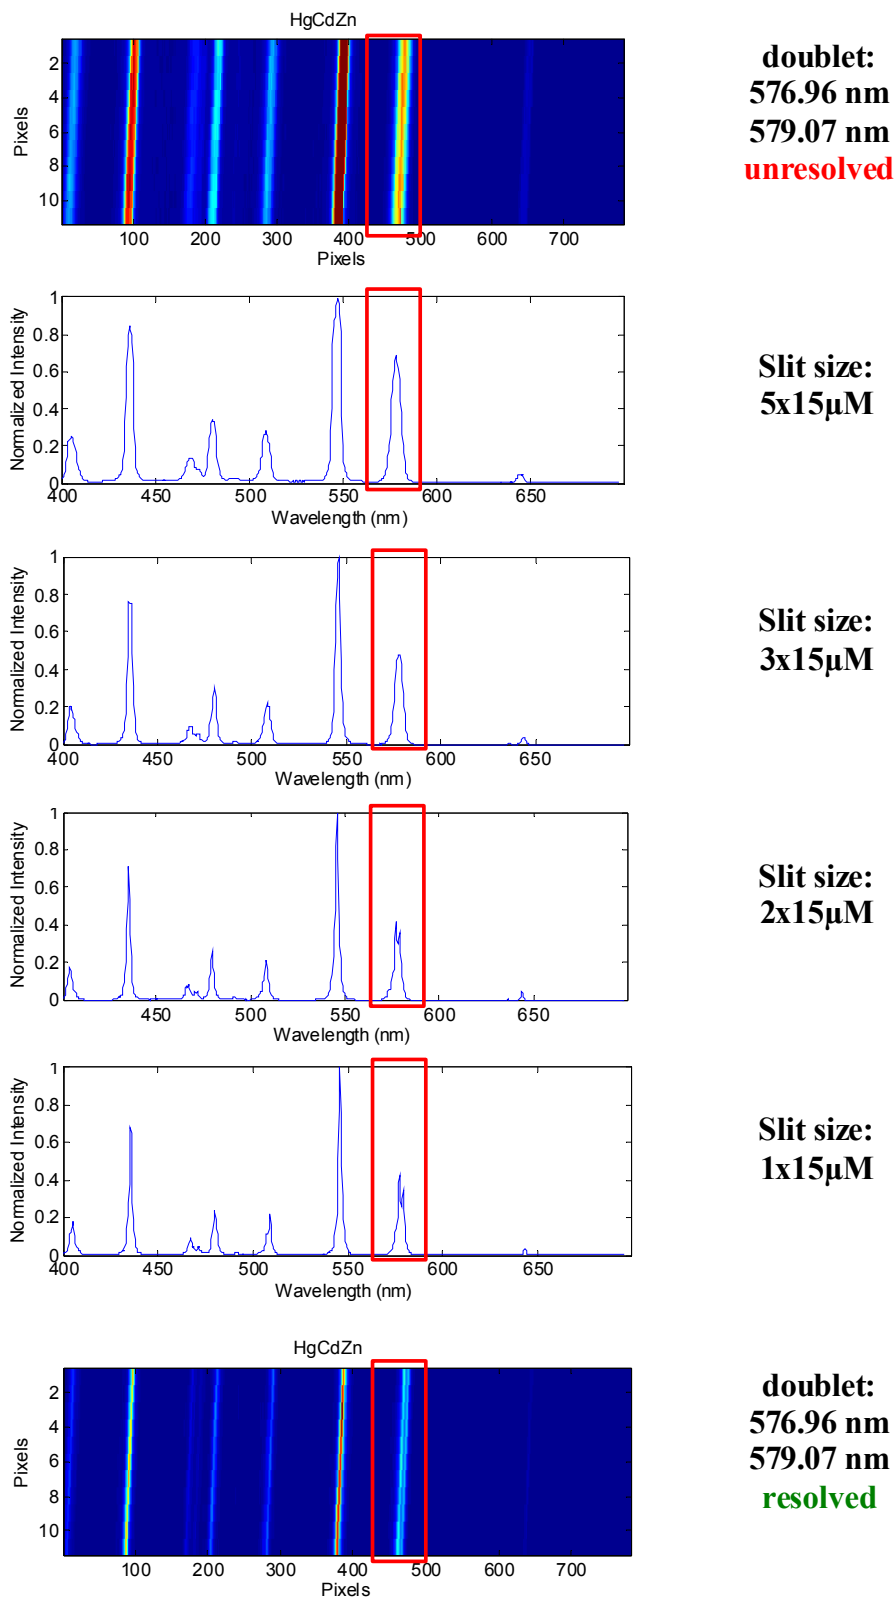 HgCdZn
2
4
6
8
10
Pixels
100 200 300 400 500 600 700
Pixels
doublet:
576.96 nm
579.07 nm
unresolved
1
0.8
0.6
0.4
0.2
0
Normalized Intensity
400 450 500 550 600 650
Wavelength (nm)
Slit size:
5x15µM
1
0.8
0.6
0.4
0.2
0
Normalized Intensity
400 450 500 550 600 650
Wavelength (nm)
Slit size:
3x15µM
1
0.8
0.6
0.4
0.2
0
Normalized Intensity
450 500 550 600 650
Wavelength (nm)
Slit size:
2x15µM
1
0.8
0.6
0.4
0.2
0
Normalized Intensity
400 450 500 550 600 650
Wavelength (nm)
Slit size:
1x15µM
HgCdZn
2
4
6
8
10
Pixels
100 200 300 400 500 600 700
Pixels
doublet:
576.96 nm
579.07 nm
resolved